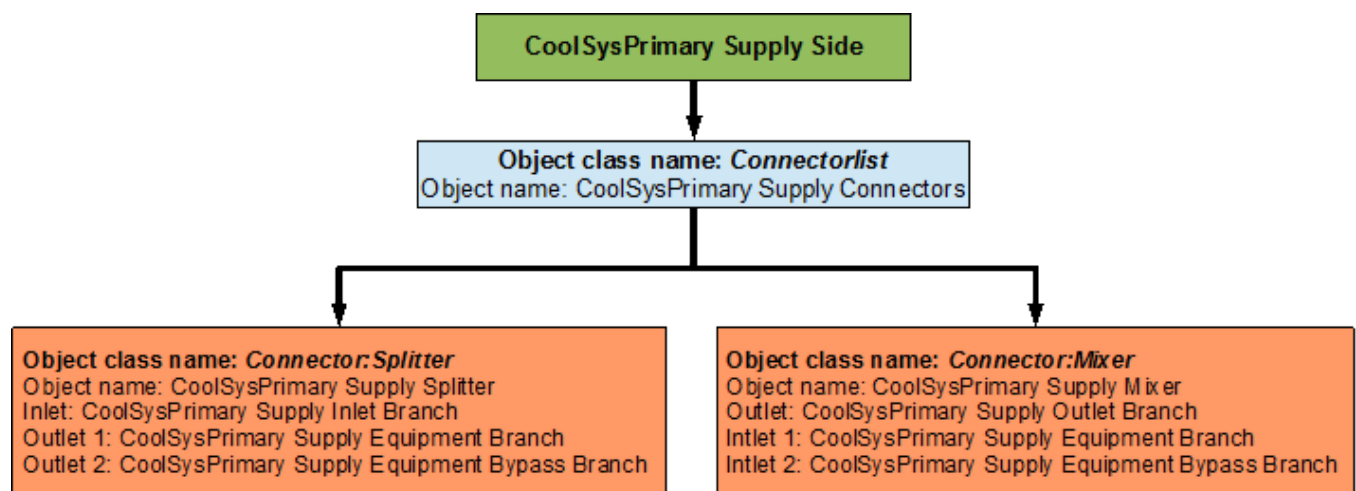 CoolSysPrimary Supply Side
Object class name: Connectorlist
Object name: CoolSysPrimary Supply Connectors
Object class name: Connector:Splitter
Object name: CoolSysPrimary Supply Splitter
Inlet: CoolSysPrimary Supply Inlet Branch
Outlet 1: CoolSysPrimary Supply Equipment Branch
Outlet 2: CoolSysPrimary Supply Equipment Bypass Branch
Object class name: Connector:Mixer
Object name: CoolSysPrimary Supply Mixer
Outlet: CoolSysPrimary Supply Outlet Branch
Intlet 1: CoolSysPrimary Supply Equipment Branch
Intlet 2: CoolSysPrimary Supply Equipment Bypass Branch